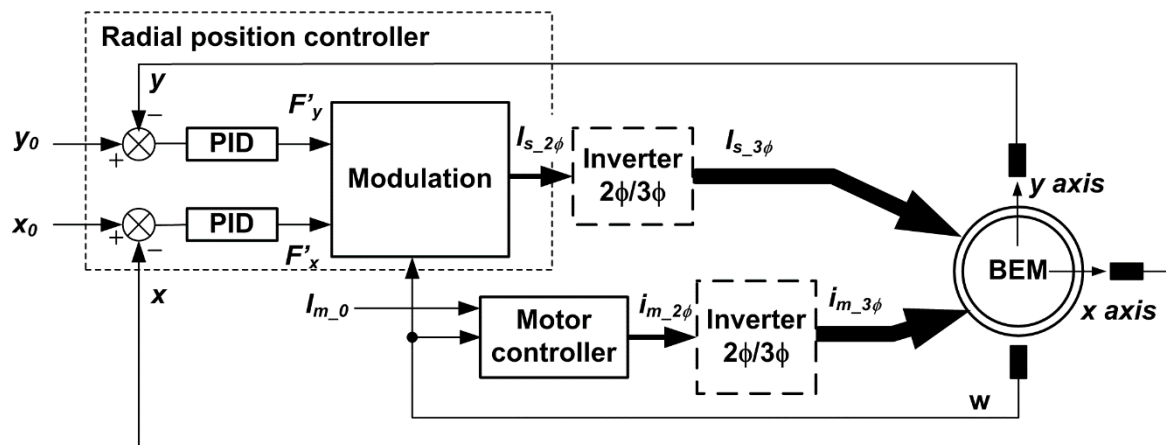 Radial position controller
y
F'y
y0
−
+
PID
Modulation
Is_2ϕ
Inverter
2ϕ/3ϕ
Is_3ϕ
y axis
x0
+
−
PID
F'x
x
BEM
x axis
Im_0
Motor
controller
im_2ϕ
Inverter
2ϕ/3ϕ
im_3ϕ
w